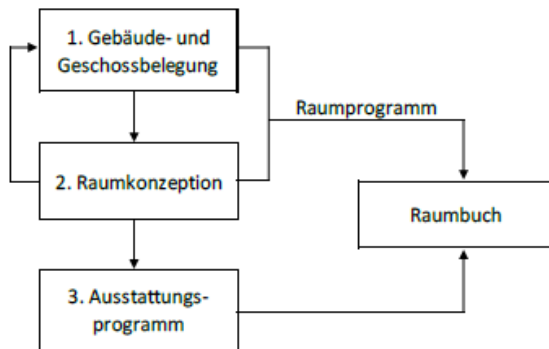 1. Gebäude- und
Geschossbelegung
Raumprogramm
2. Raumkonzeption
Raumbuch
3. Ausstattungs-
programm